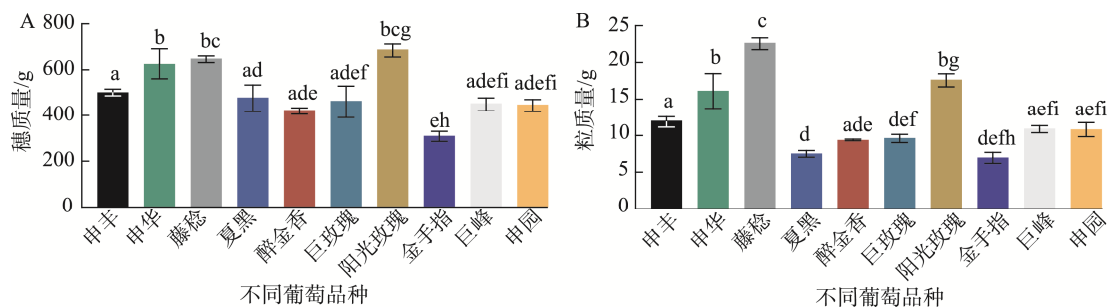 A
穗质量/g
800
600
400
600
0
a
b
bc
ad
ade
adef
bcg
eh
adefi
adefi
申丰
申华
藤稔
夏黑
醉金香
巨玫瑰
阳光玫瑰
金手指
巨峰
申园
不同葡萄品种
B
粒质量/g
25
20
15
10
5
0
a
b
c
d
ade
def
bg
defh
aefi
aefi
申丰
申华
藤稔
夏黑
醉金香
巨玫瑰
阳光玫瑰
金手指
巨峰
申园
不同葡萄品种